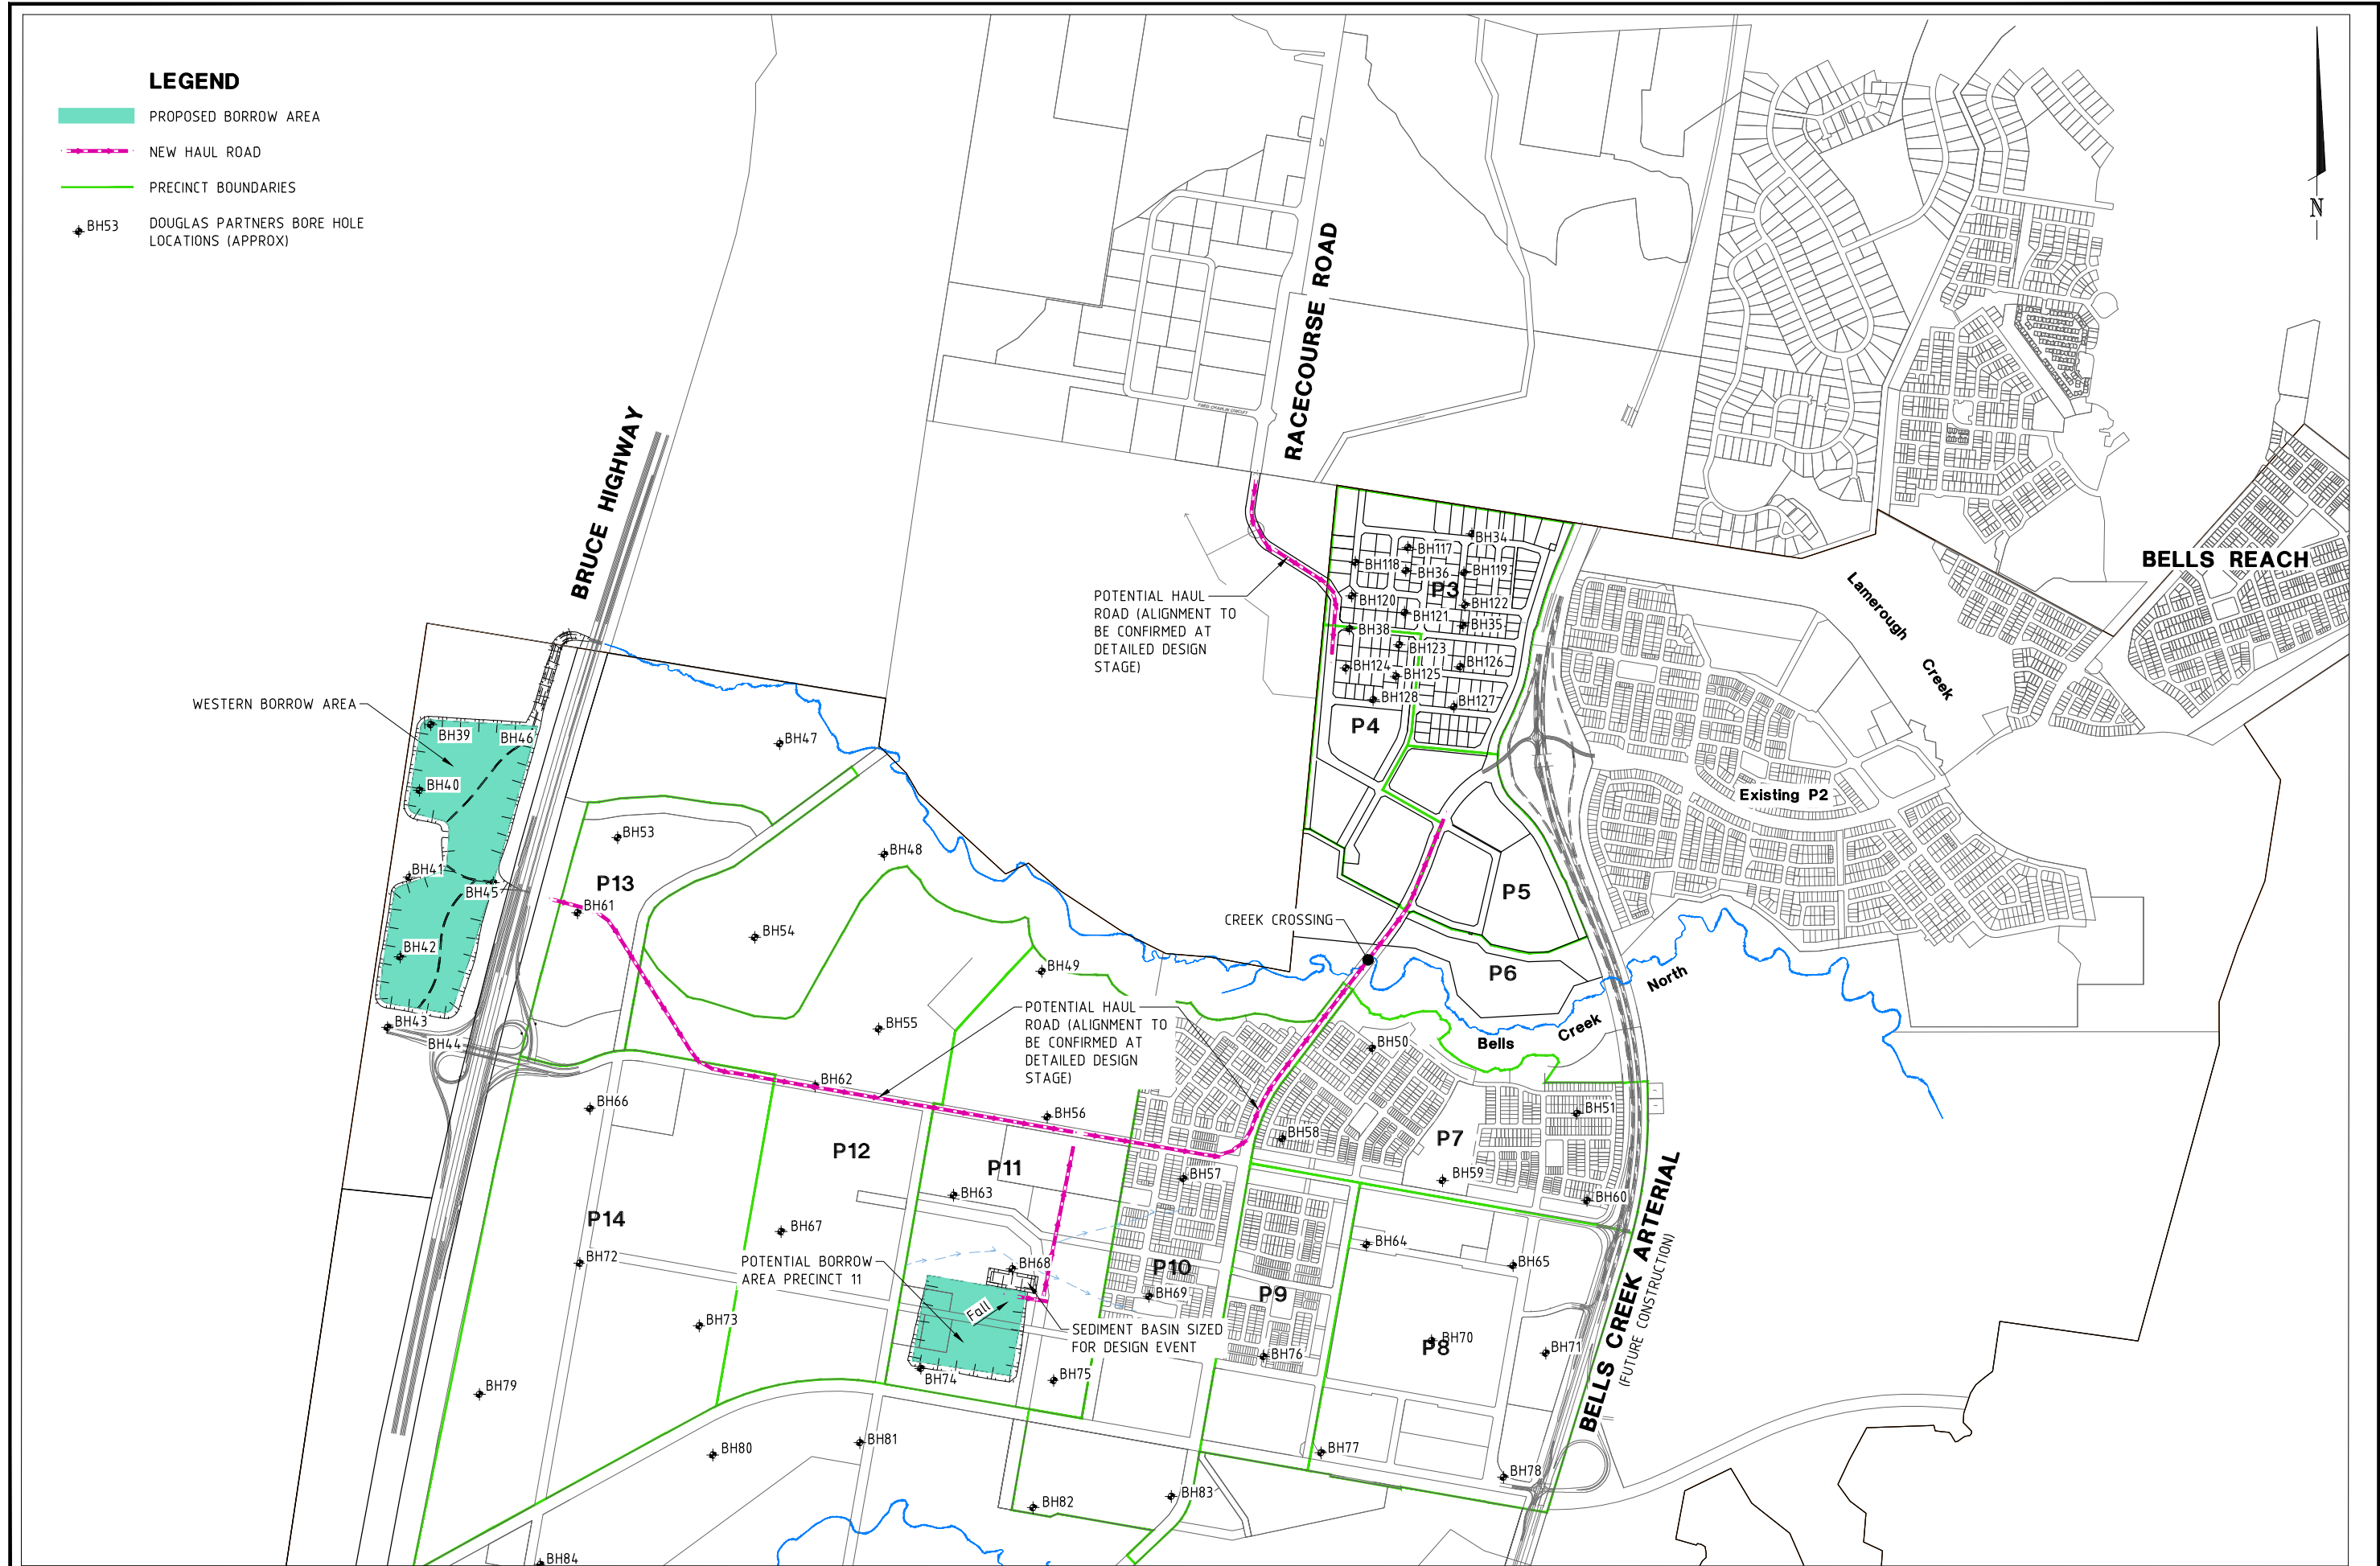 LEGEND
PROPOSED BORROW AREA
NEW HAUL ROAD
PRECINCT BOUNDARIES
BH53
DOUGLAS PARTNERS BORE HOLE
LOCATIONS (APPROX)
N
RACECOURSE ROAD
BRUCE HIGHWAY
BELLS REACH
Lamerough
Creek
POTENTIAL HAUL
ROAD (ALIGNMENT TO
BE CONFIRMED AT
DETAILED DESIGN
STAGE)
BH34
BH117
BH118
BH36
BH119
P3
BH120
BH122
BH121
BH35
BH38
BH123
BH124
BH126
BH125
BH128
BH127
P4
WESTERN BORROW AREA
BH39
BH46
BH47
BH40
Existing P2
BH53
BH48
BH41
BH45
P13
BH61
P5
CREEK CROSSING
BH54
BH42
BH49
P6
North
BH43
BH44
BH55
POTENTIAL HAUL
ROAD (ALIGNMENT TO
BE CONFIRMED AT
DETAILED DESIGN
STAGE)
Creek
Bells
BH50
BH62
BH66
BH56
BH51
BH58
P7
P12
P11
BH57
BH59
BH63
BH60
P14
BH67
BH64
BH72
POTENTIAL BORROW
AREA PRECINCT 11
BH68
P10
BH65
BH69
P9
Fall
BH73
SEDIMENT BASIN SIZED
FOR DESIGN EVENT
BH70
P8
BH71
BH76
BH74
BH75
BH79
BELLS CREEK ARTERIAL
(FUTURE CONSTRUCTION)
BH80
BH81
BH77
BH78
BH82
BH83
BH84